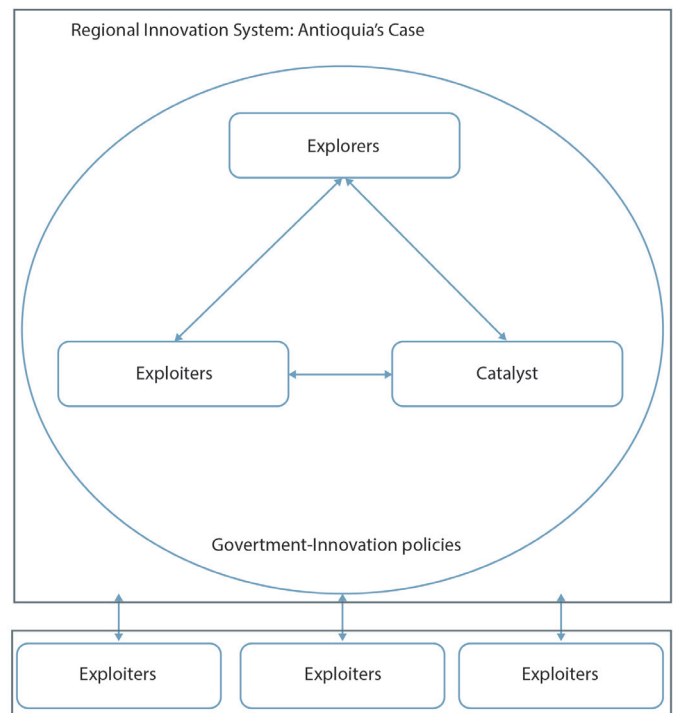 Regional Innovation System: Antioquia's Case
Explorers
Exploiters
Catalyst
Govertment-Innovation policies
Exploiters
Exploiters
Exploiters